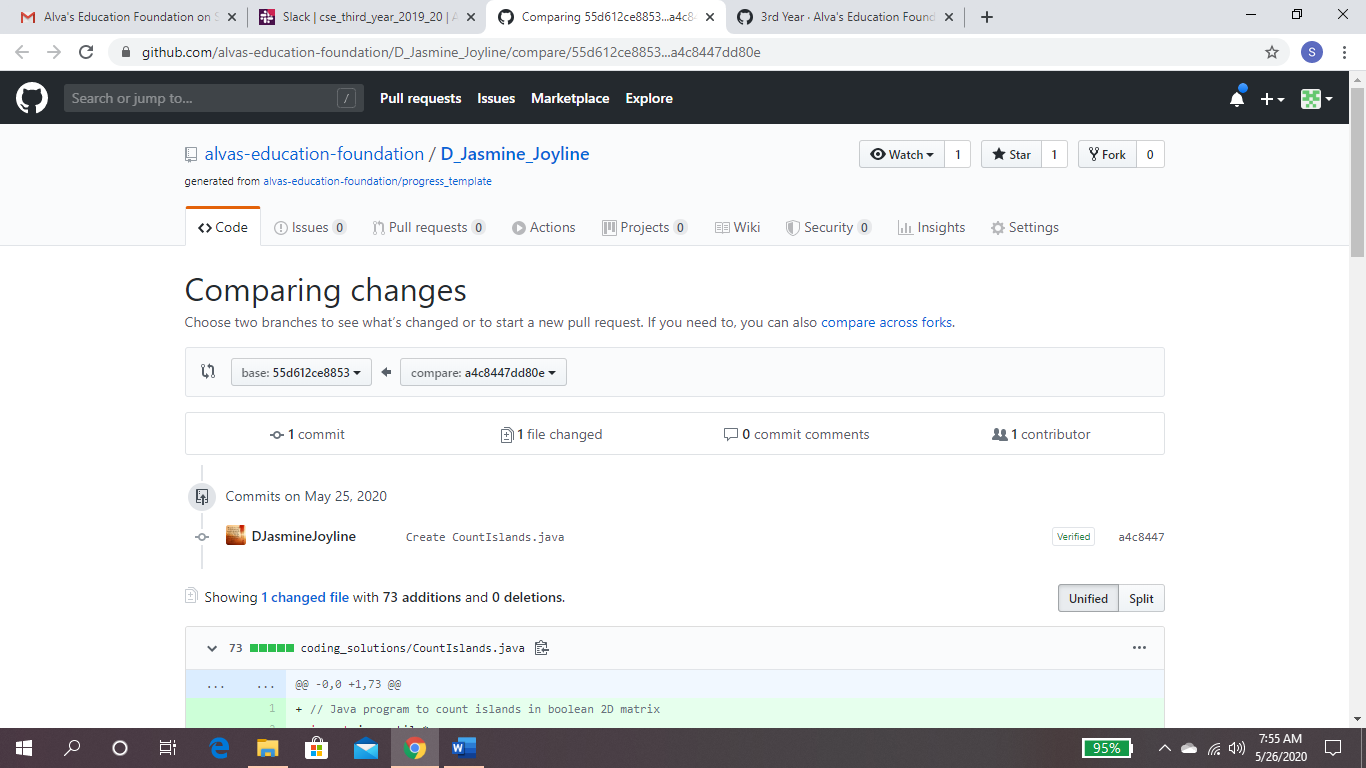 Alva's Education Foundation on S
Slack | cse_third_year_2019_20 | A
Comparing 55d612ce8853...a4c84
3rd Year · Alva's Education Found
github.com/alvas-education-foundation/D_Jasmine_Joyline/compare/55d612ce8853...a4c8447dd80e
S
Search or jump to...
/
Pull requests Issues Marketplace Explore
alvas-education-foundation / D_Jasmine_Joyline
Watch 1 Star 1 Fork 0
generated from alvas-education-foundation/progress_template
Code Issues 0 Pull requests 0 Actions Projects 0 Wiki Security 0 Insights Settings
Comparing changes
Choose two branches to see what's changed or to start a new pull request. If you need to, you can also compare across forks.
base: 55d612ce8853 compare: a4c8447dd80e
1 commit 1 file changed 0 commit comments 1 contributor
Commits on May 25, 2020
DJasmineJoyline Create CountIslands.java Verified a4c8447
Showing 1 changed file with 73 additions and 0 deletions. Unified Split
73 coding_solutions/CountIslands.java
... ... @@ -0,0 +1,73 @@
1 + // Java program to count islands in boolean 2D matrix
95%
7:55 AM
5/26/2020